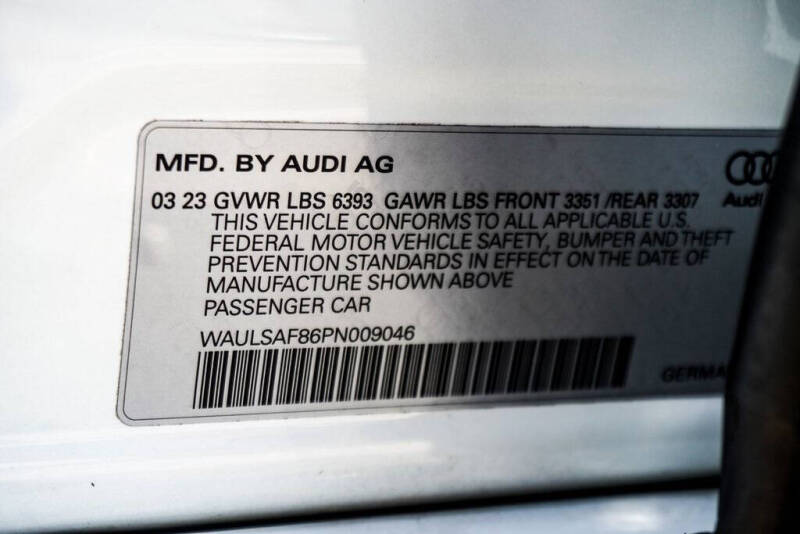 MFD. BY AUDI AG
03 23 GVWR LBS 6393 GAWR LBS FRONT 3351 /REAR 3307
Audi
THIS VEHICLE CONFORMS TO ALL APPLICABLE U.S.
FEDERAL MOTOR VEHICLE SAFETY, BUMPER AND THEFT
PREVENTION STANDARDS IN EFFECT ON THE DATE OF
MANUFACTURE SHOWN ABOVE
PASSENGER CAR
WAULSAF86PN009046
GERMA